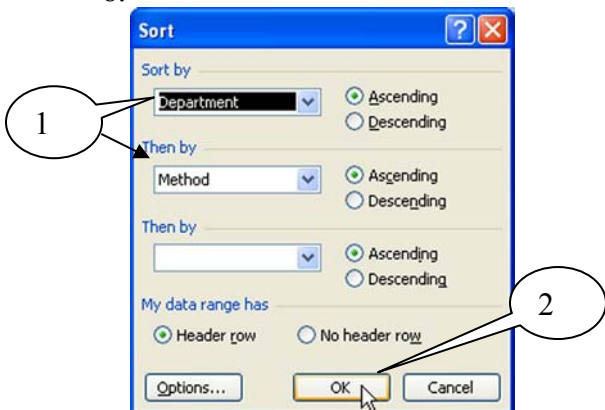 Sort
Sort by
Department
Ascending
Descending
1
Then by
Method
Ascending
Descending
Then by
Ascending
Descending
My data range has
2
Header row
No header row
Options...
OK
Cancel